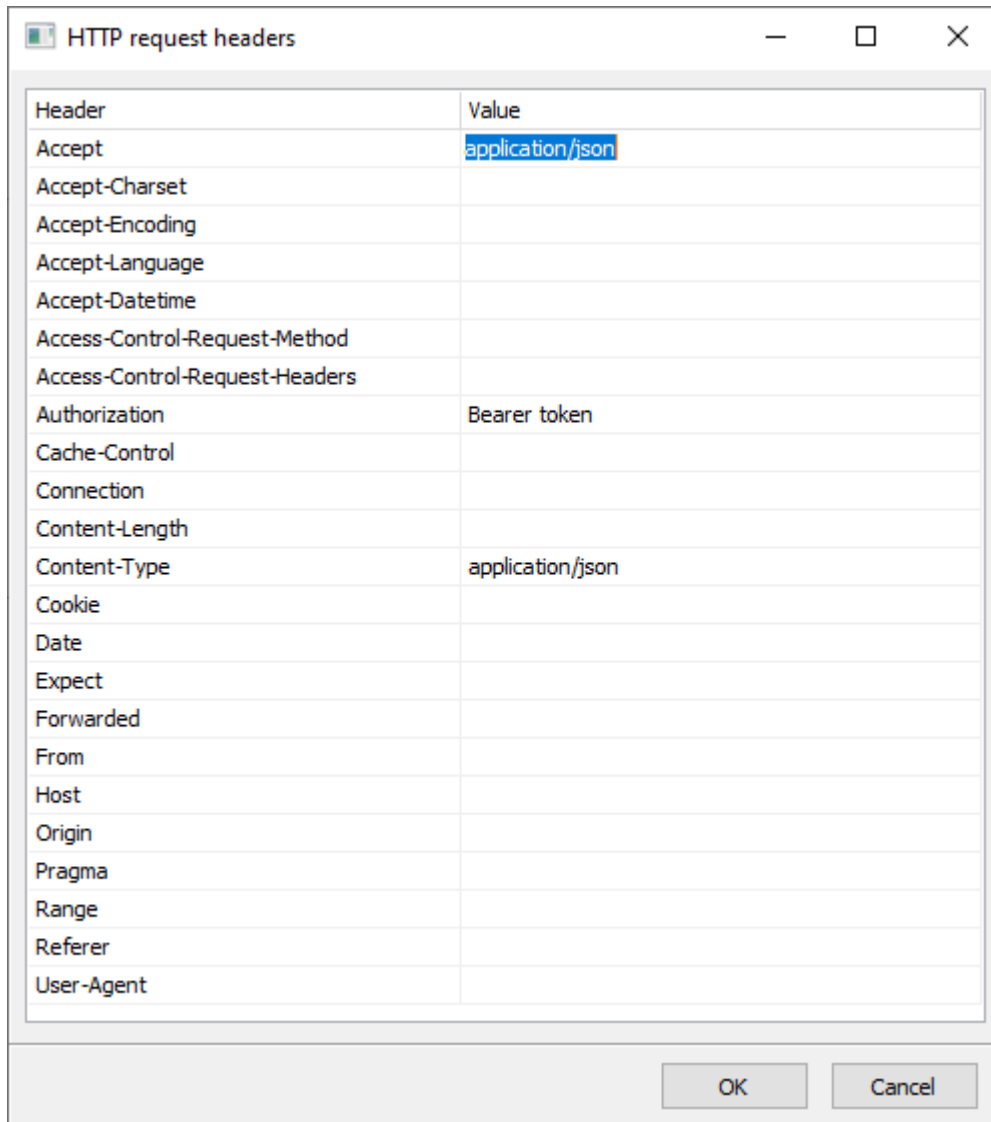 HTTP request headers
Header Value
Accept application/json
Accept-Charset
Accept-Encoding
Accept-Language
Accept-Datetime
Access-Control-Request-Method
Access-Control-Request-Headers
Authorization Bearer token
Cache-Control
Connection
Content-Length
Content-Type application/json
Cookie
Date
Expect
Forwarded
From
Host
Origin
Pragma
Range
Referer
User-Agent
OK Cancel